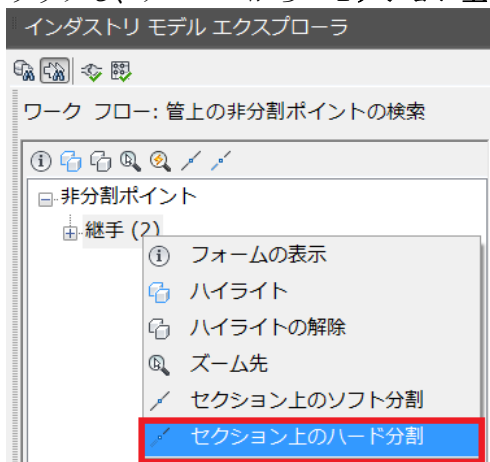 インダストリ モデル エクスプローラ
ワーク フロー: 管上の非分割ポイントの検索
非分割ポイント
継手 (2)
フォームの表示
ハイライト
ハイライトの解除
ズーム先
セクション上のソフト分割
セクション上のハード分割